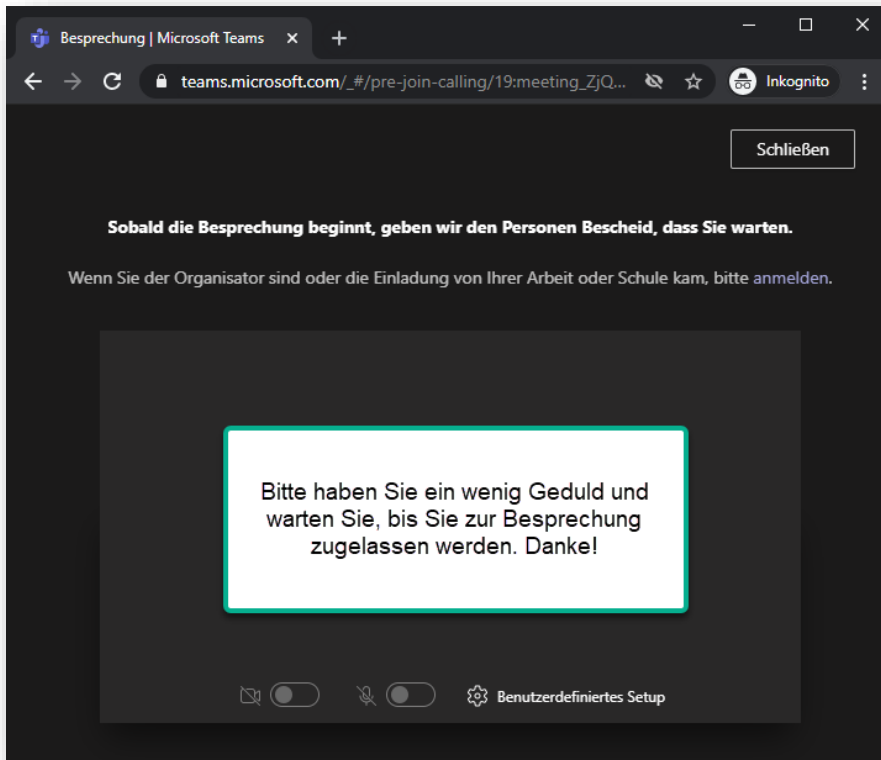 Besprechung | Microsoft Teams
teams.microsoft.com/_#/pre-join-calling/19:meeting_ZjQ...
Inkognito
Schließen
Sobald die Besprechung beginnt, geben wir den Personen Bescheid, dass Sie warten.
Wenn Sie der Organisator sind oder die Einladung von Ihrer Arbeit oder Schule kam, bitte anmelden.
Bitte haben Sie ein wenig Geduld und
warten Sie, bis Sie zur Besprechung
zugelassen werden. Danke!
Benutzerdefiniertes Setup